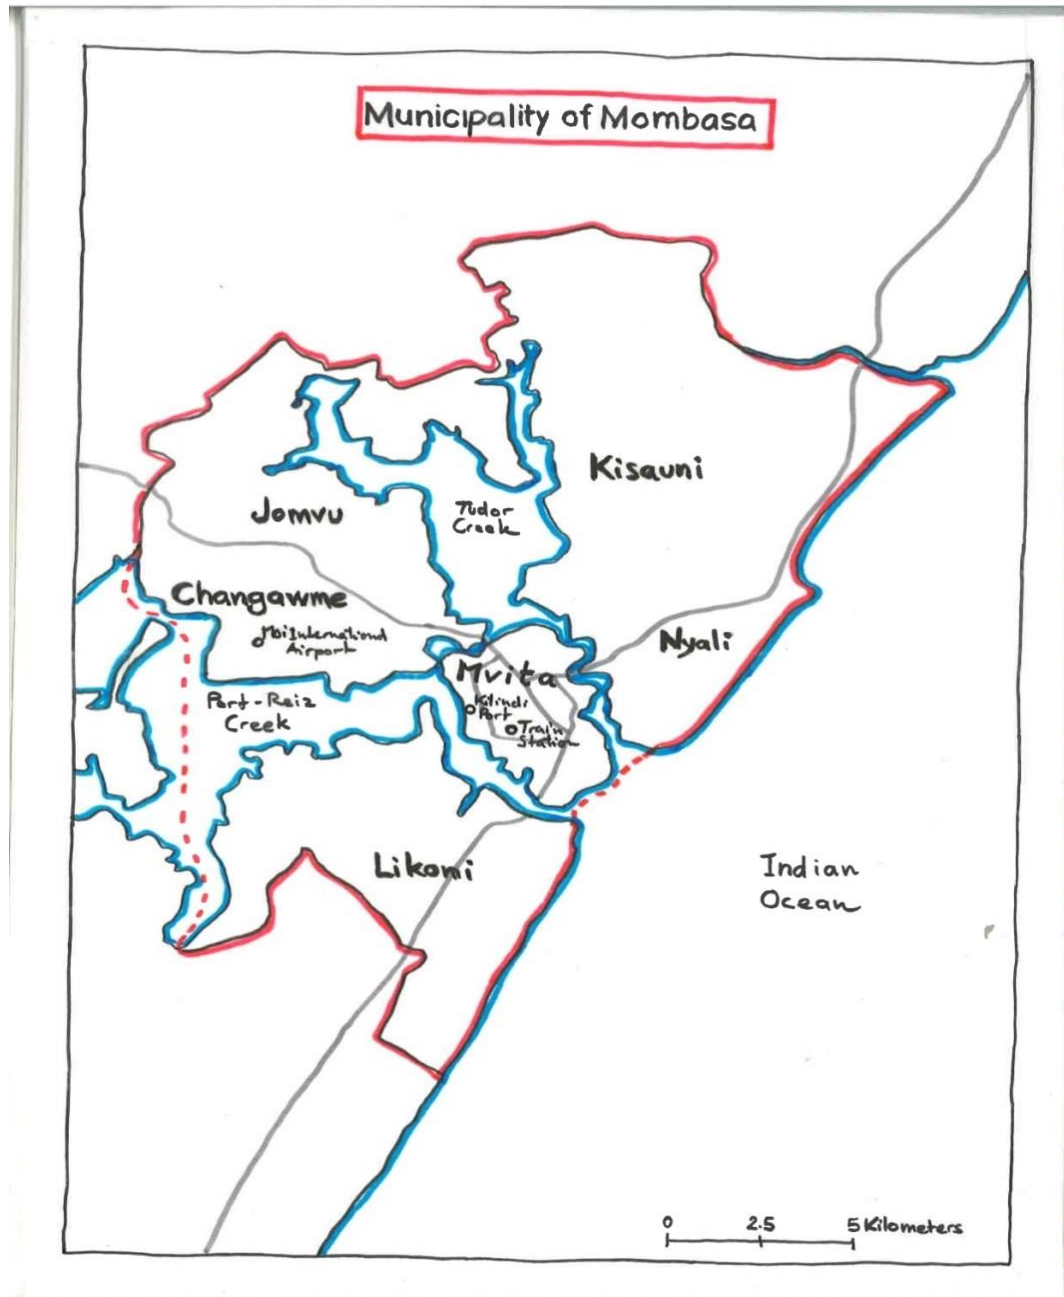 Municipality of Mombasa
Kisauni
Jomvu
Tudor
Creek
Changawme
Mbi International
Airport
Nyali
Mvita
Port-Reiz
Creek
Kilindi
Port
Train
Station
Likoni
Indian
Ocean
0 2.5 5 Kilometers